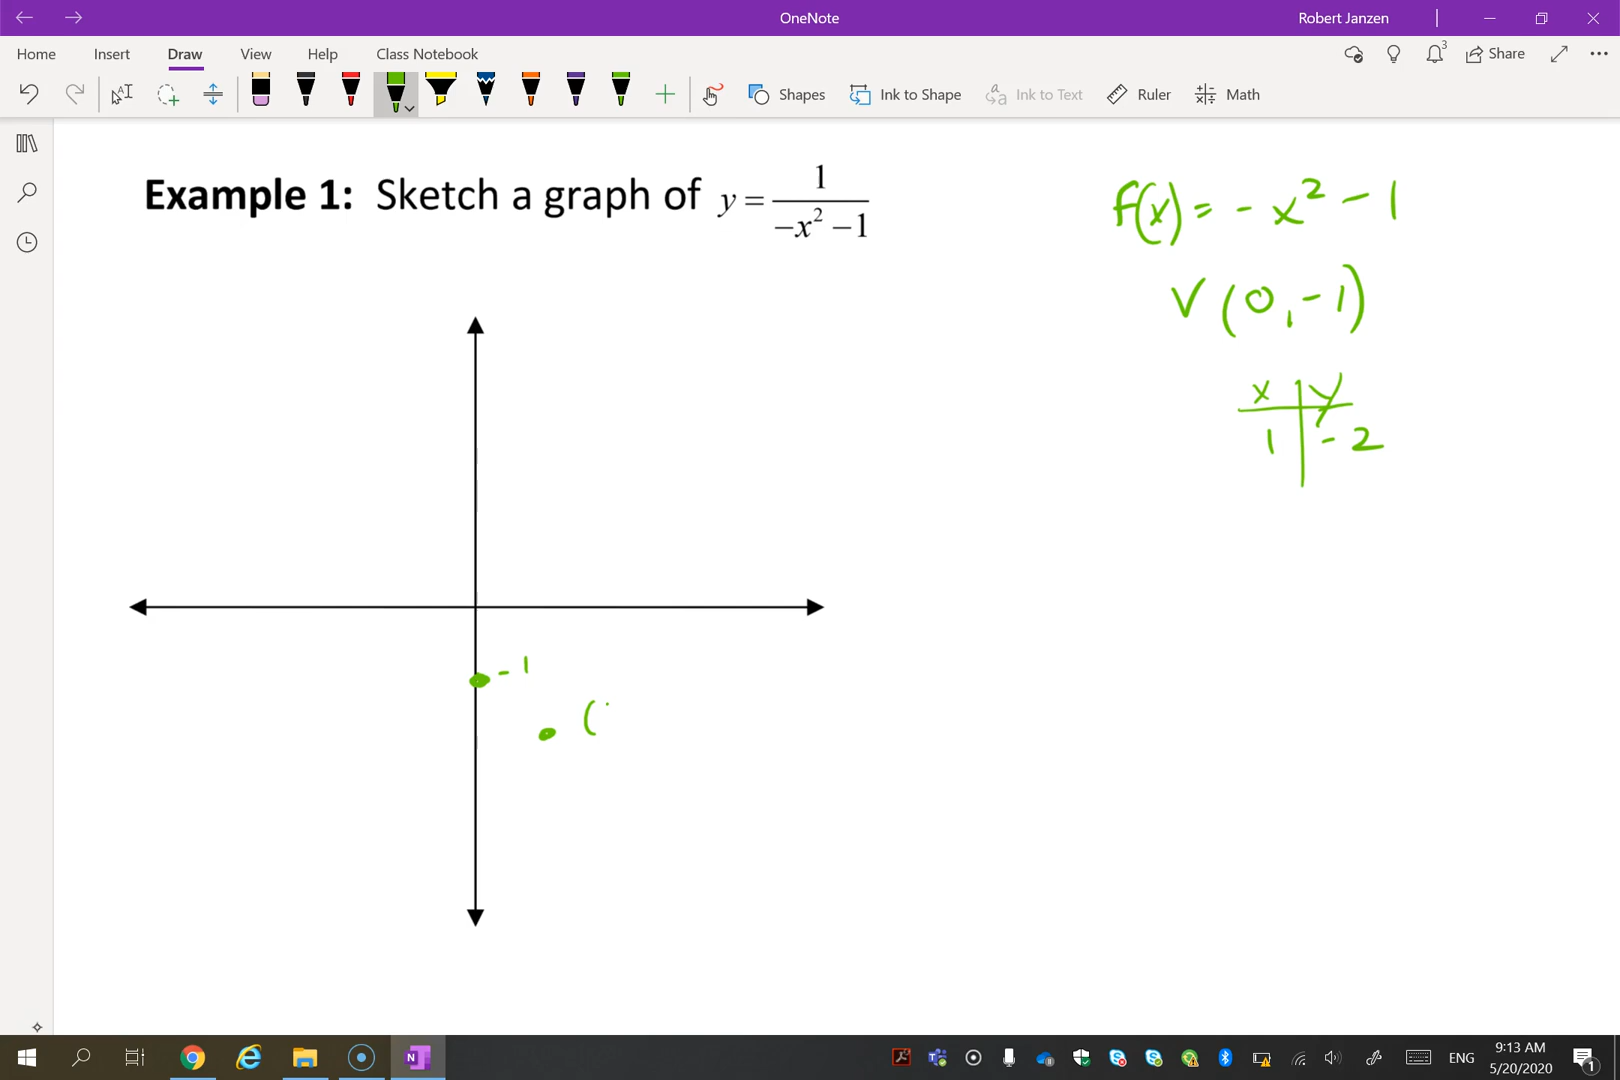 OneNote
Robert Janzen
Home Insert Draw View Help Class Notebook
3
Share
Shapes Ink to Shape Ink to Text Ruler Math
Example 1: Sketch a graph of y = 1/(-x² - 1)
f(x) = - x² - 1
V (0, -1)
x | y
1 | - 2
- 1
(
ENG
9:13 AM
5/20/2020
1